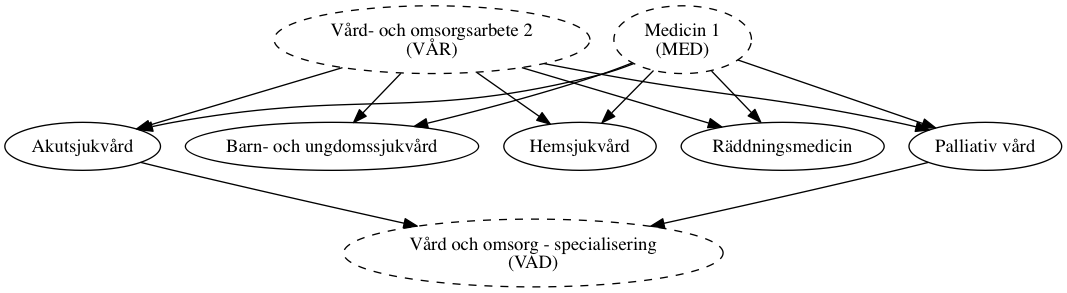 Vård- och omsorgsarbete 2
(VÅR)
Medicin 1
(MED)
Akutsjukvård
Barn- och ungdomssjukvård
Hemsjukvård
Räddningsmedicin
Palliativ vård
Vård och omsorg - specialisering
(VAD)